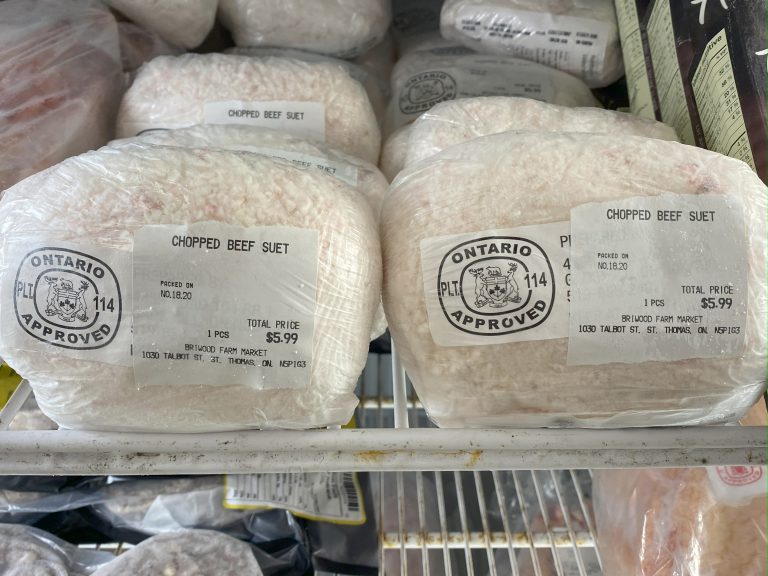 ONTARIO
APPROVED
CHOPPED BEEF SUET
BEEF SUET
CHOPPED BEEF SUET
PACKED ON
NO.18.20
1 PCS
TOTAL PRICE
$5.99
BRIWOOD FARM MARKET
1030 TALBOT ST. ST. THOMAS, ON. N5P1G3
ONTARIO
PLT. 114
APPROVED
CHOPPED BEEF SUET
PACKED ON
NO.18.20
1 PCS
TOTAL PRICE
$5.99
BRIWOOD FARM MARKET
1030 TALBOT ST. ST. THOMAS, ON. N5P1G3
ONTARIO
PLT. 114
APPROVED